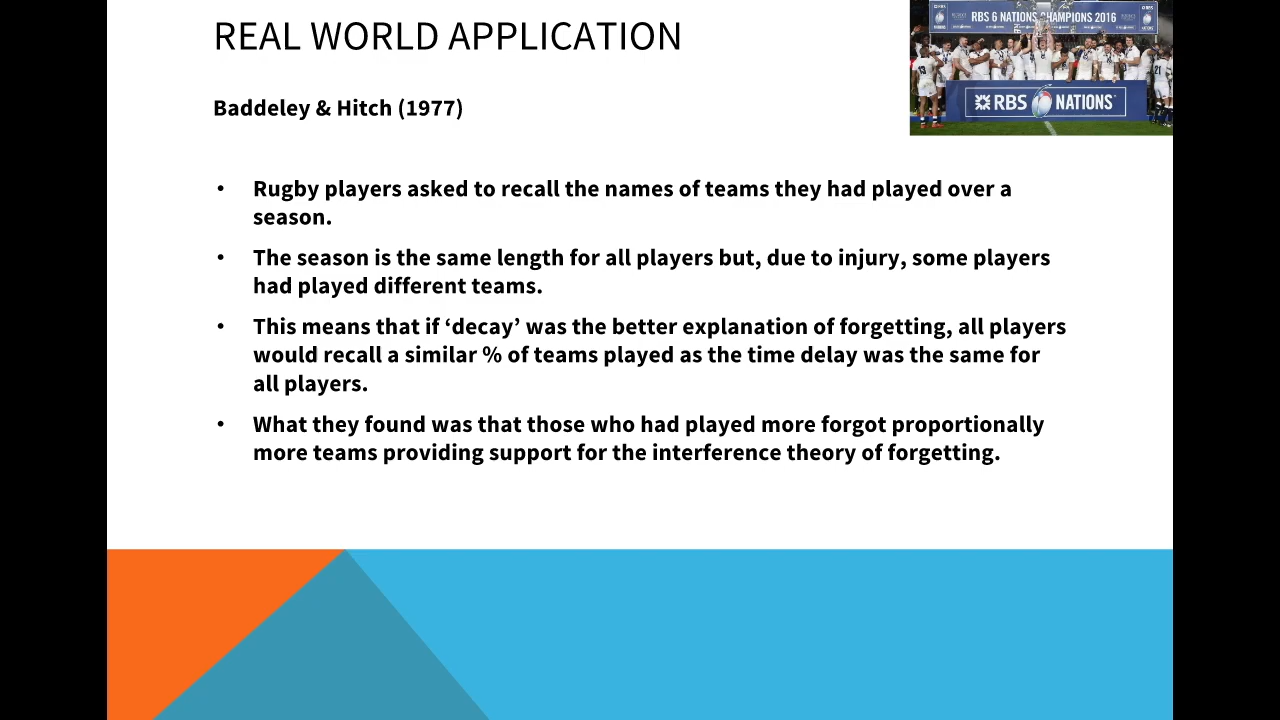 REAL WORLD APPLICATION
RBS 6 NATIONS CHAMPIONS 2016
RBS 6 NATIONS
Baddeley & Hitch (1977)
• Rugby players asked to recall the names of teams they had played over a
season.
• The season is the same length for all players but, due to injury, some players
had played different teams.
• This means that if ‘decay’ was the better explanation of forgetting, all players
would recall a similar % of teams played as the time delay was the same for
all players.
• What they found was that those who had played more forgot proportionally
more teams providing support for the interference theory of forgetting.